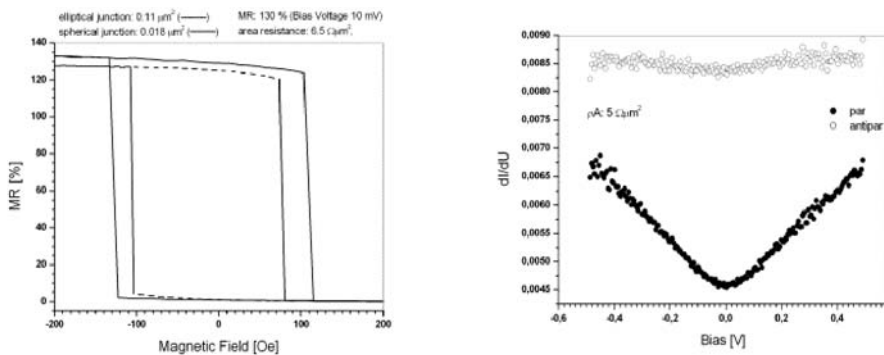 elliptical junction: 0.11 μm² (---------)
MR: 130 % (Bias Voltage 10 mV)
spherical junction: 0.018 μm² (———)
area resistance: 6.5 Ωμm².
140
120
100
80
60
40
20
0
MR [%]
-200 -100 0 100 200
Magnetic Field [Oe]
0,0090
0,0085
0,0080
0,0075
0,0070
0,0065
0,0060
0,0055
0,0050
0,0045
dI/dU
ρA: 5 Ωμm²
par
antipar
-0,6 -0,4 -0,2 0,0 0,2 0,4 0,6
Bias [V]